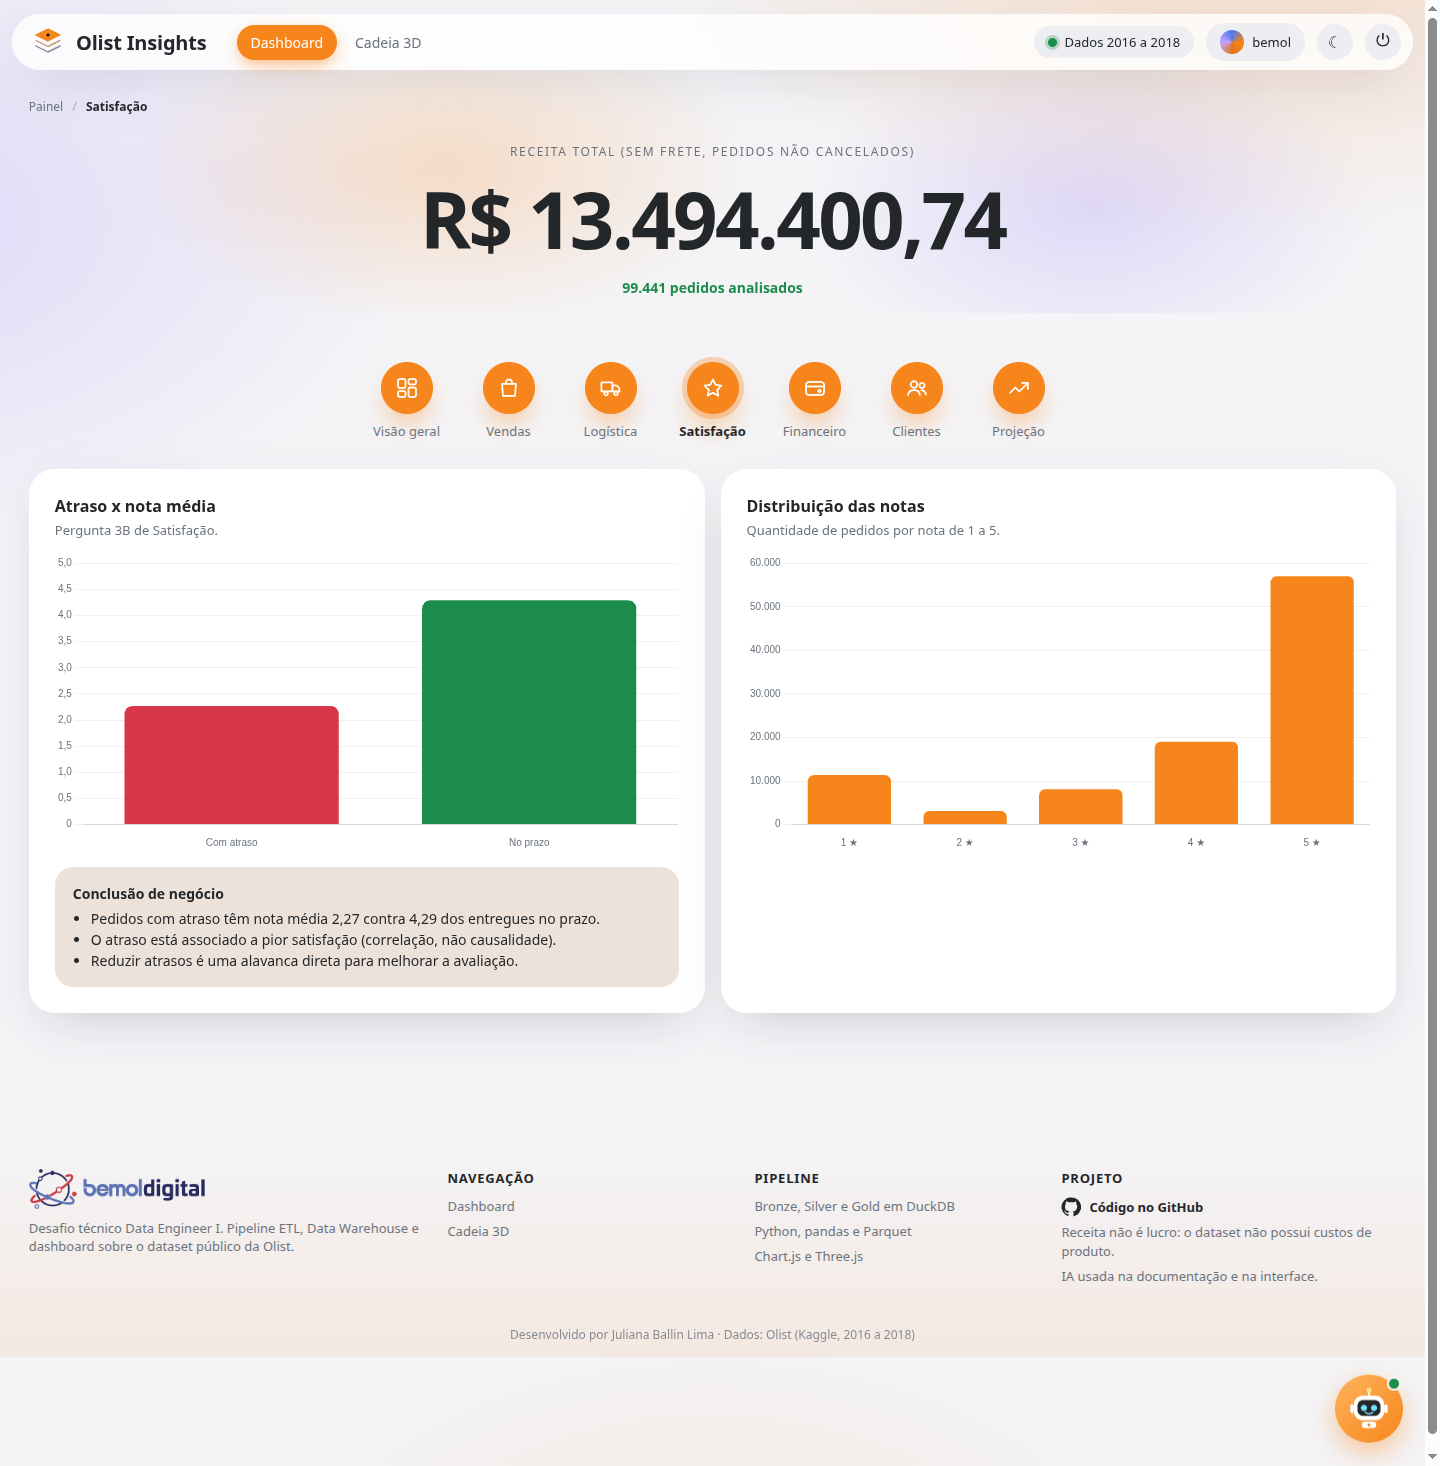 Olist Insights
Dashboard
Cadeia 3D
Dados 2016 a 2018
bemol
Painel / Satisfação
RECEITA TOTAL (SEM FRETE, PEDIDOS NÃO CANCELADOS)
R$ 13.494.400,74
99.441 pedidos analisados
Visão geral
Vendas
Logística
Satisfação
Financeiro
Clientes
Projeção
Atraso x nota média
Pergunta 3B de Satisfação.
5,0
4,5
4,0
3,5
3,0
2,5
2,0
1,5
1,0
0,5
0
Com atraso
No prazo
Conclusão de negócio
• Pedidos com atraso têm nota média 2,27 contra 4,29 dos entregues no prazo.
• O atraso está associado a pior satisfação (correlação, não causalidade).
• Reduzir atrasos é uma alavanca direta para melhorar a avaliação.
Distribuição das notas
Quantidade de pedidos por nota de 1 a 5.
60.000
50.000
40.000
30.000
20.000
10.000
0
1 ★
2 ★
3 ★
4 ★
5 ★
bemoldigital
Desafio técnico Data Engineer I. Pipeline ETL, Data Warehouse e
dashboard sobre o dataset público da Olist.
NAVEGAÇÃO
Dashboard
Cadeia 3D
PIPELINE
Bronze, Silver e Gold em DuckDB
Python, pandas e Parquet
Chart.js e Three.js
PROJETO
Código no GitHub
Receita não é lucro: o dataset não possui custos de
produto.
IA usada na documentação e na interface.
Desenvolvido por Juliana Ballin Lima · Dados: Olist (Kaggle, 2016 a 2018)